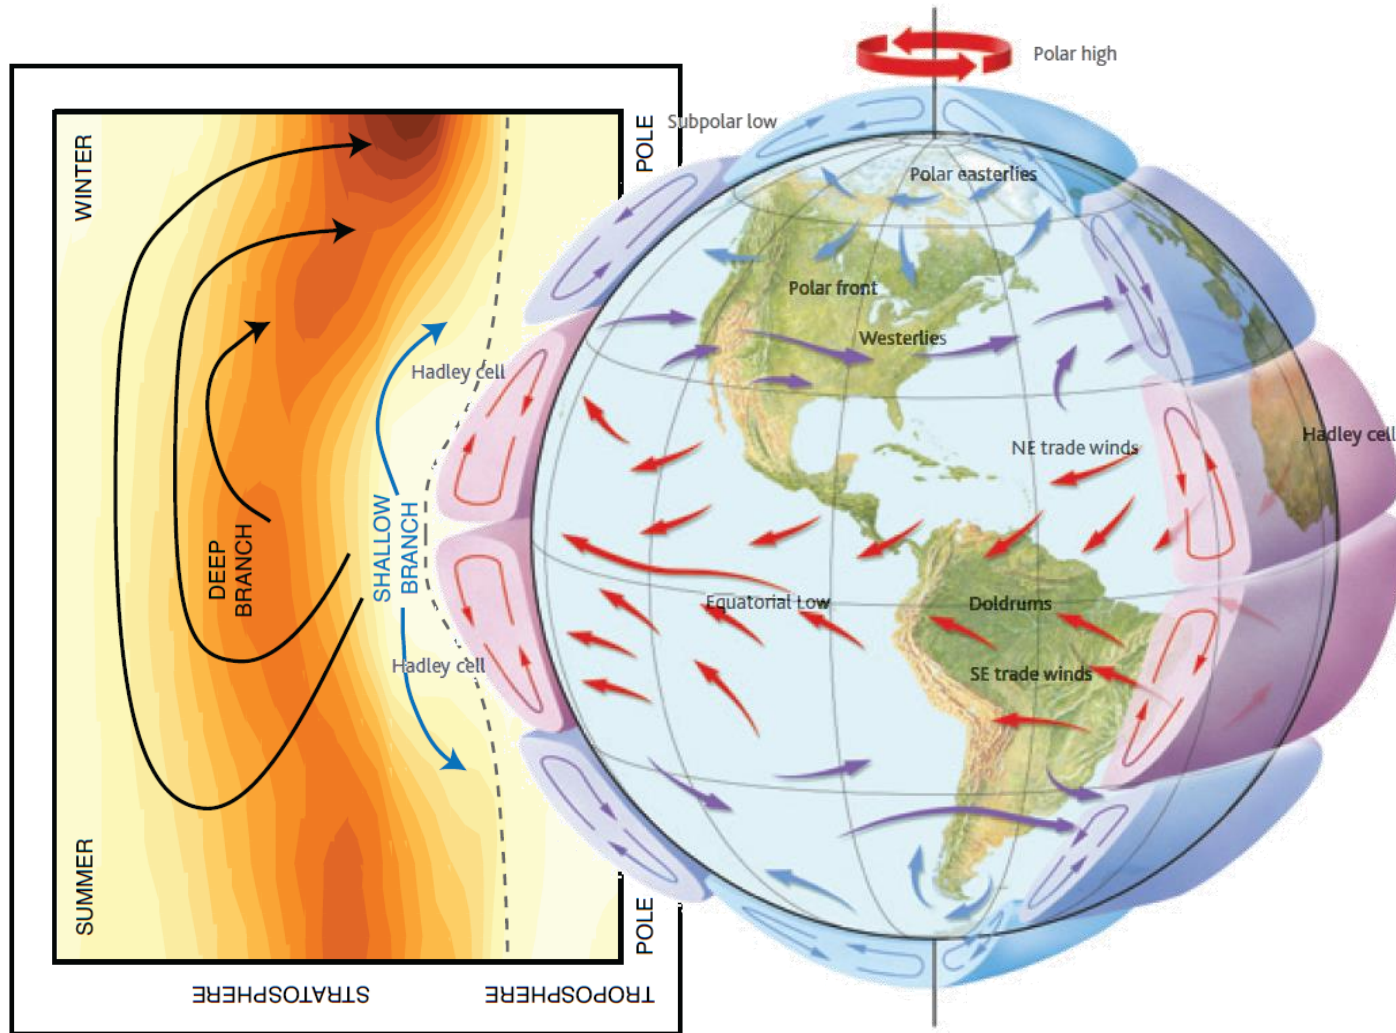 Polar high
Subpolar low
POLE
WINTER
Polar easterlies
Polar front
Westerlies
Hadley cell
Hadley cell
NE trade winds
DEEP
BRANCH
SHALLOW
BRANCH
Equatorial Low
Doldrums
Hadley cell
SE trade winds
SUMMER
POLE
STRATOSPHERE
TROPOSPHERE